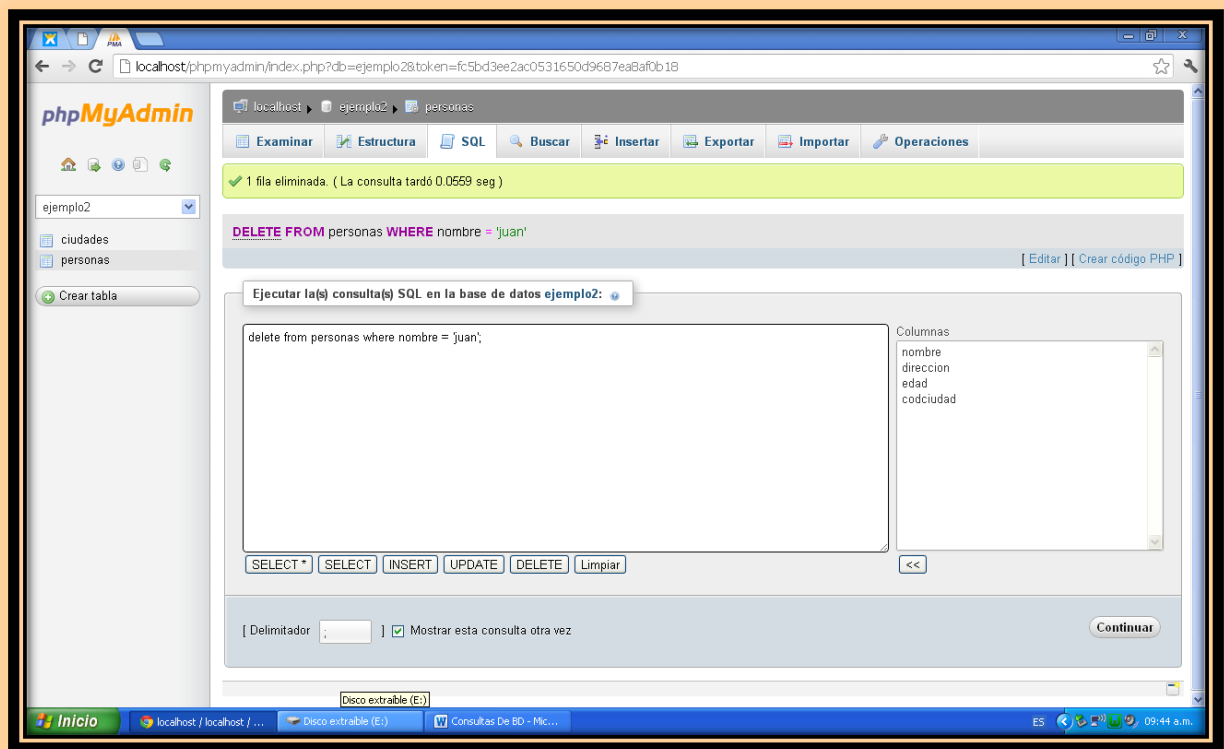 PMA
localhost/phpmyadmin/index.php?db=ejemplo2&token=fc5bd3ee2ac0531650d9687ea8af0b18
phpMyAdmin
localhost ejemplo2 personas
Examinar Estructura SQL Buscar Insertar Exportar Importar Operaciones
1 fila eliminada. ( La consulta tardó 0.0559 seg )
ejemplo2
ciudades
personas
Crear tabla
DELETE FROM personas WHERE nombre = 'juan'
[ Editar ] [ Crear código PHP ]
Ejecutar la(s) consulta(s) SQL en la base de datos ejemplo2:
delete from personas where nombre = 'juan';
Columnas
nombre
direccion
edad
codciudad
SELECT * SELECT INSERT UPDATE DELETE Limpiar <<
[ Delimitador ; ] Mostrar esta consulta otra vez
Continuar
Disco extraíble (E:)
Inicio localhost / localhost / ... Disco extraíble (E:) Consultas De BD - Mic... ES 09:44 a.m.